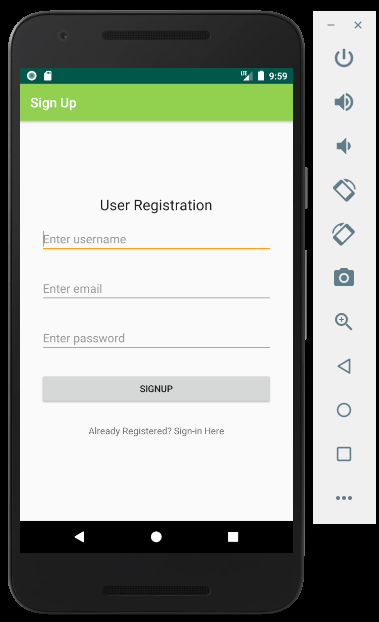 LTE 9:59
Sign Up
User Registration
Enter username
Enter email
Enter password
SIGNUP
Already Registered? Sign-in Here